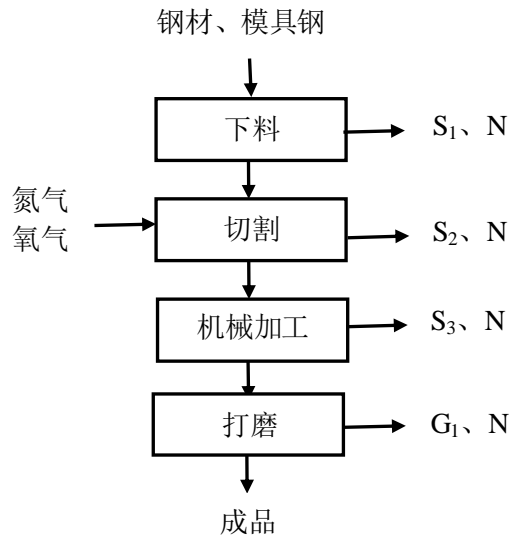 钢材、模具钢
下料
S₁、N
氮气
氧气
切割
S₂、N
机械加工
S₃、N
打磨
G₁、N
成品